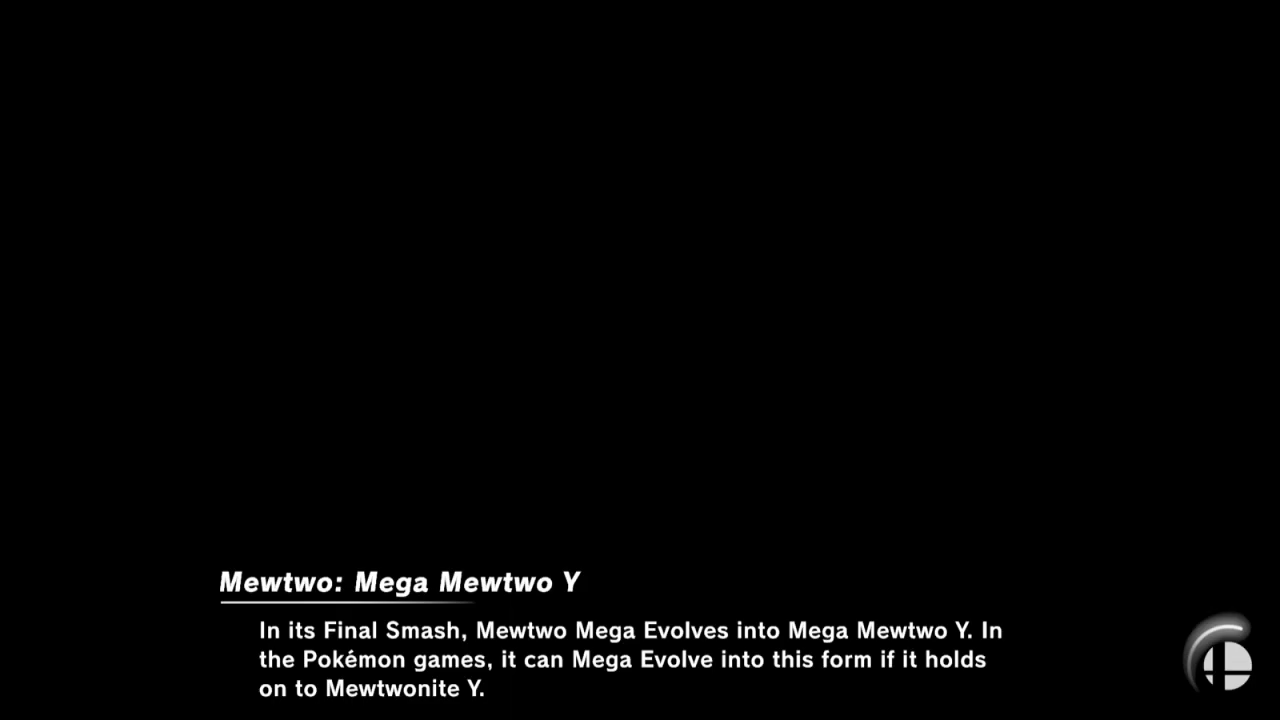 Mewtwo: Mega Mewtwo Y
In its Final Smash, Mewtwo Mega Evolves into Mega Mewtwo Y. In
the Pokémon games, it can Mega Evolve into this form if it holds
on to Mewtwonite Y.